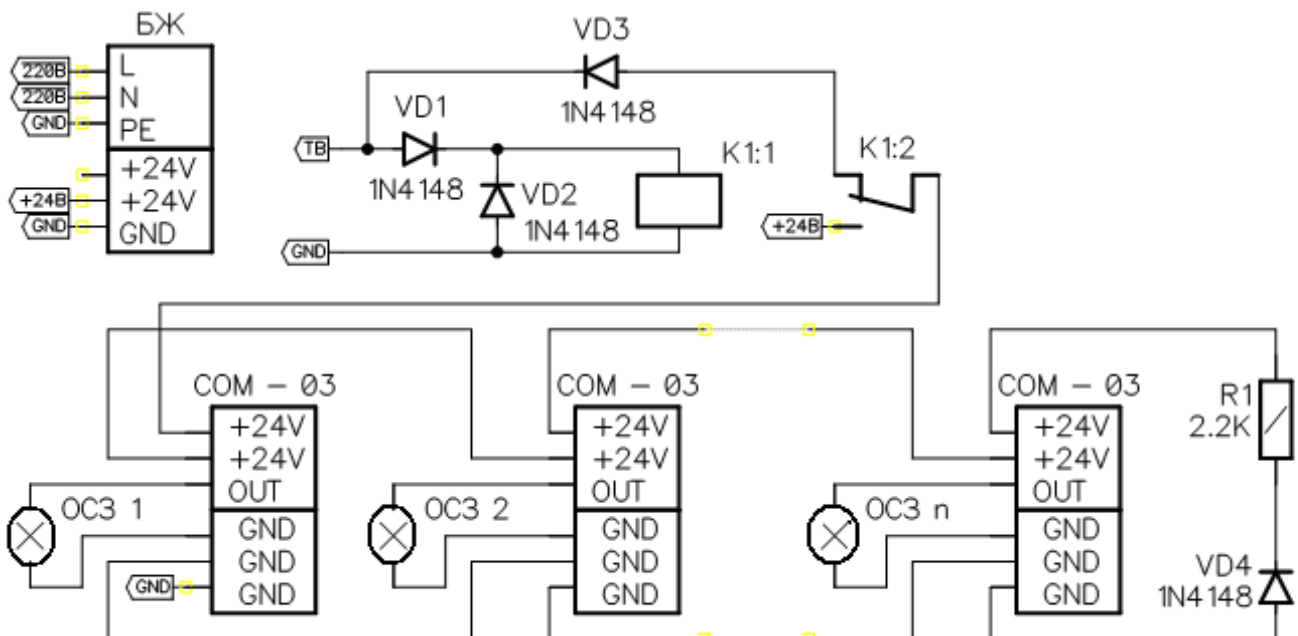 БЖ
220В
L
220В
N
GND
PE
+24V
+24В
+24V
GND
GND
VD3
1N4148
VD1
1N4148
ТВ
VD2
1N4148
GND
K1:1
K1:2
+24В
COM - 03
+24V
+24V
OUT
GND
GND
GND
ОСЗ 1
GND
COM - 03
+24V
+24V
OUT
GND
GND
GND
ОСЗ 2
COM - 03
+24V
+24V
OUT
GND
GND
GND
ОСЗ n
R1
2.2K
VD4
1N4148